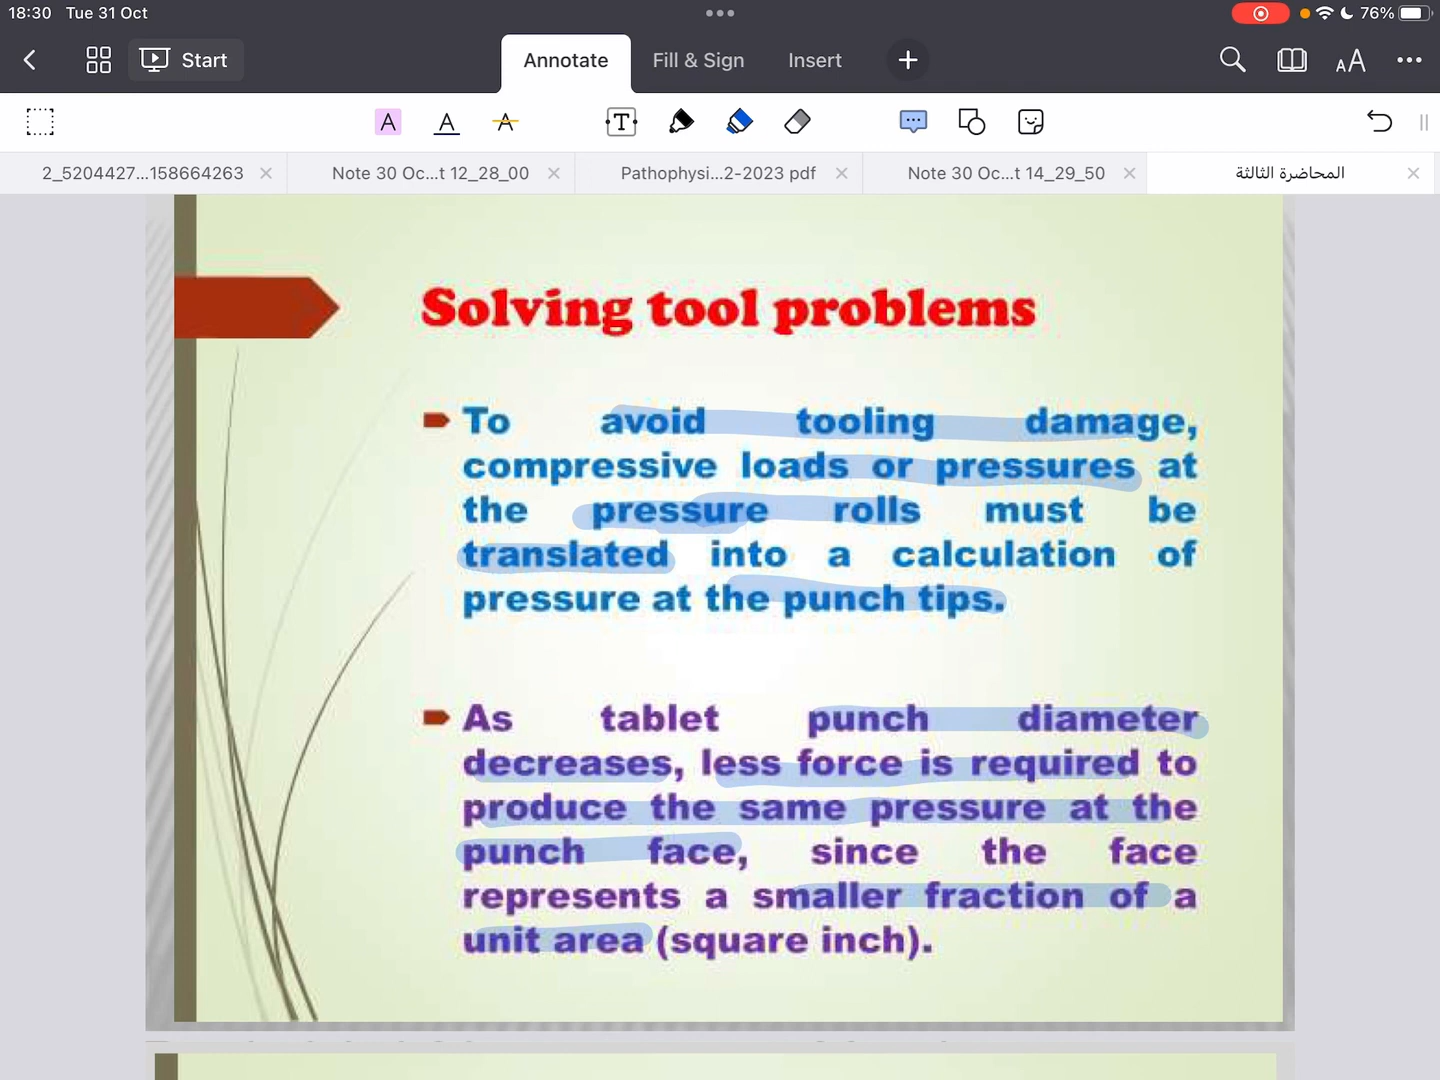 18:30 Tue 31 Oct
76%
Start
Annotate
Fill & Sign
Insert
2_5204427...158664263
Note 30 Oc...t 12_28_00
Pathophysi...2-2023 pdf
Note 30 Oc...t 14_29_50
المحاضرة الثالثة
Solving tool problems
To avoid tooling damage,
compressive loads or pressures at
the pressure rolls must be
translated into a calculation of
pressure at the punch tips.
As tablet punch diameter
decreases, less force is required to
produce the same pressure at the
punch face, since the face
represents a smaller fraction of a
unit area (square inch).